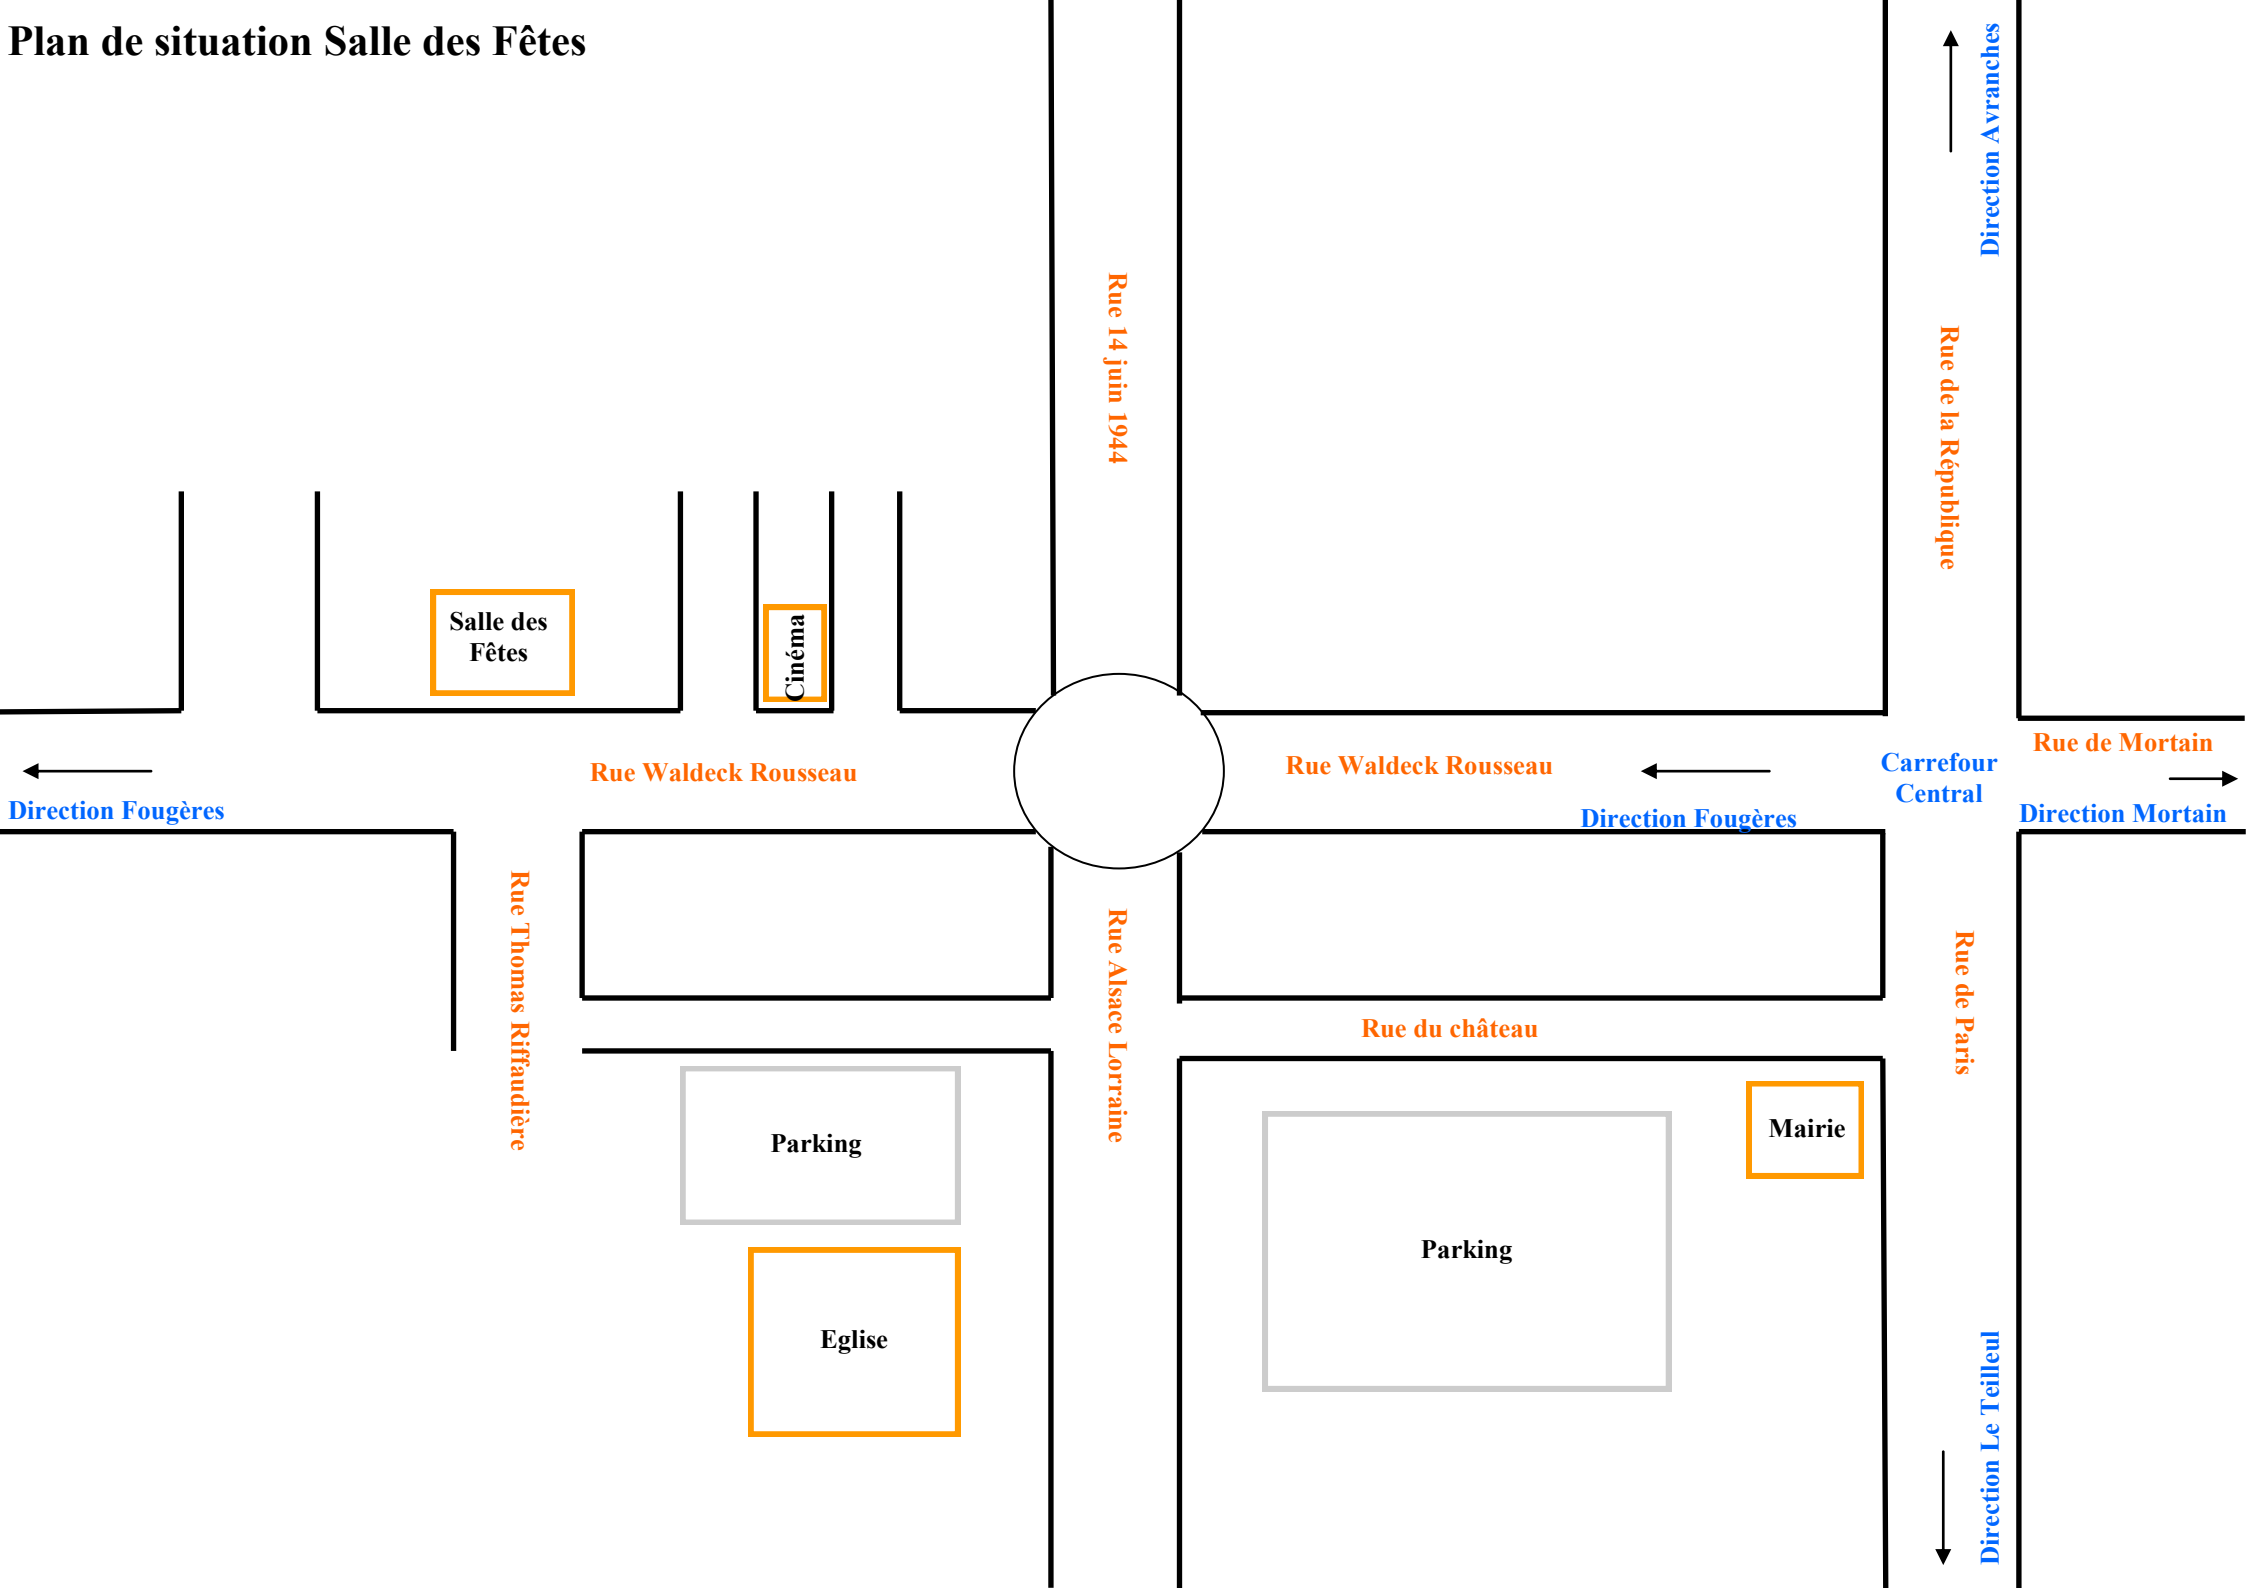 Plan de situation Salle des Fêtes
Direction Avranches
Rue 14 juin 1944
Rue de la République
Salle des
Fêtes
Cinéma
Rue de Mortain
Rue Waldeck Rousseau
Rue Waldeck Rousseau
Carrefour
Central
Direction Fougères
Direction Fougères
Direction Mortain
Rue Thomas Riffaudière
Rue Alsace Lorraine
Rue de Paris
Rue du château
Parking
Mairie
Parking
Eglise
Direction Le Teilleul